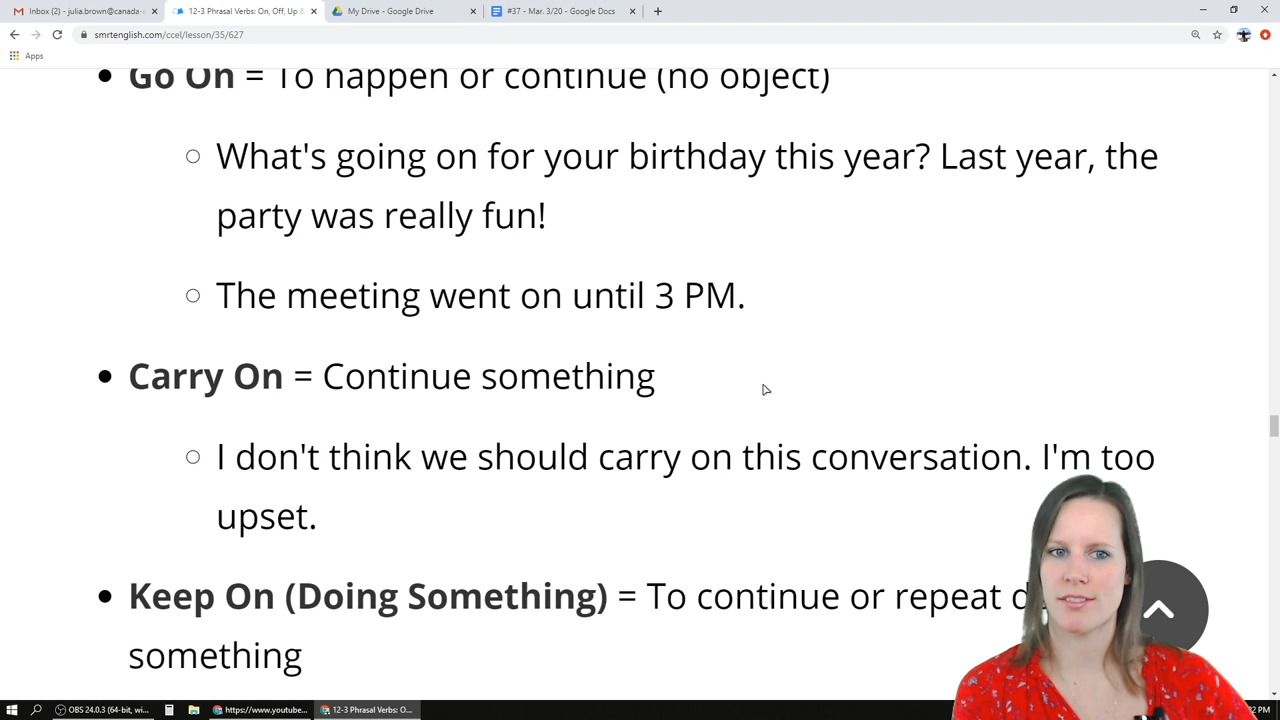 Inbox (2) - julia.brown@canada-
12-3 Phrasal Verbs: On, Off, Up &
My Drive - Google Drive
#37 - Mar. 3/20 - Google Docs
smrtenglish.com/ccel/lesson/35/627
Apps
Go On = To happen or continue (no object)
What's going on for your birthday this year? Last year, the
party was really fun!
The meeting went on until 3 PM.
Carry On = Continue something
I don't think we should carry on this conversation. I'm too
upset.
Keep On (Doing Something) = To continue or repeat
something
OBS 24.0.3 (64-bit, wi...
https://www.youtube...
12-3 Phrasal Verbs: O...
PM